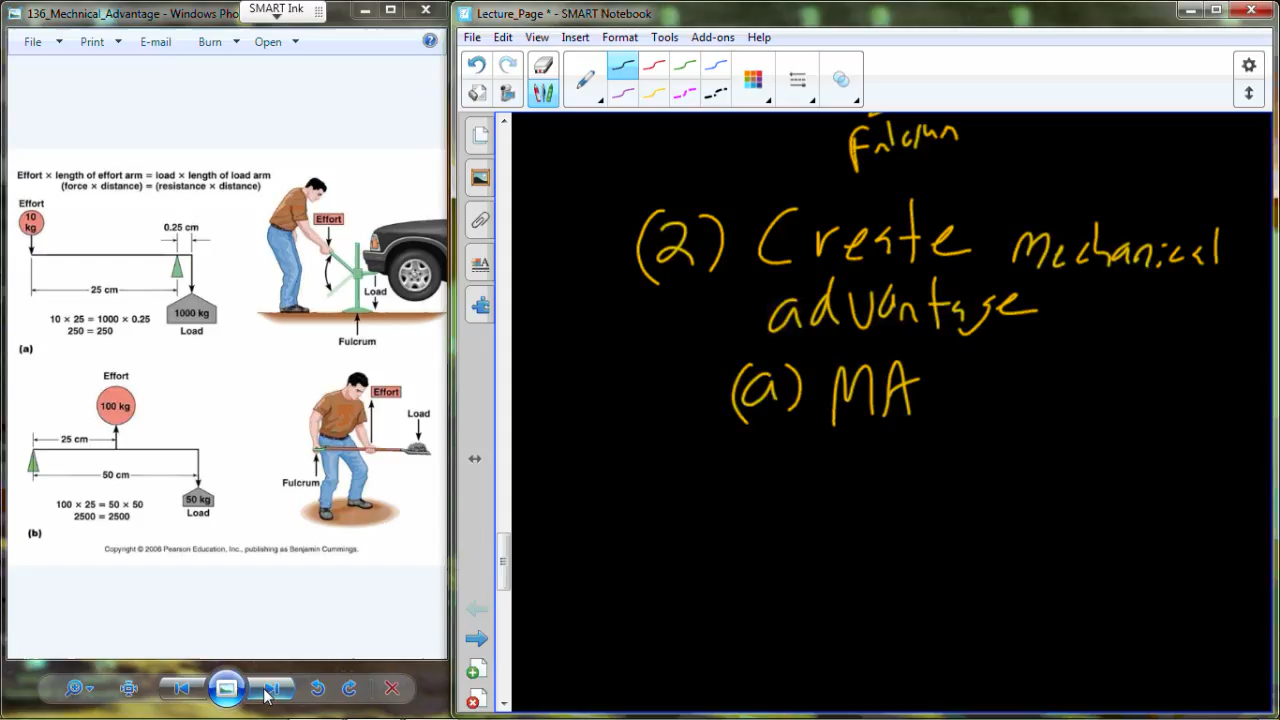 136_Mechnical_Advantage - Windows Pho
SMART Ink
File Print E-mail Burn Open
Effort × length of effort arm = load × length of load arm
(force × distance) = (resistance × distance)
Effort
10
kg
0.25 cm
25 cm
1000 kg
Load
10 × 25 = 1000 × 0.25
250 = 250
(a)
Effort
Load
Fulcrum
Effort
100 kg
25 cm
50 cm
50 kg
Load
100 × 25 = 50 × 50
2500 = 2500
(b)
Effort
Load
Fulcrum
Copyright © 2006 Pearson Education, Inc., publishing as Benjamin Cummings.
Lecture_Page * - SMART Notebook
File Edit View Insert Format Tools Add-ons Help
Fulcrum
(2) Create Mechanical
advantage
(a) MA